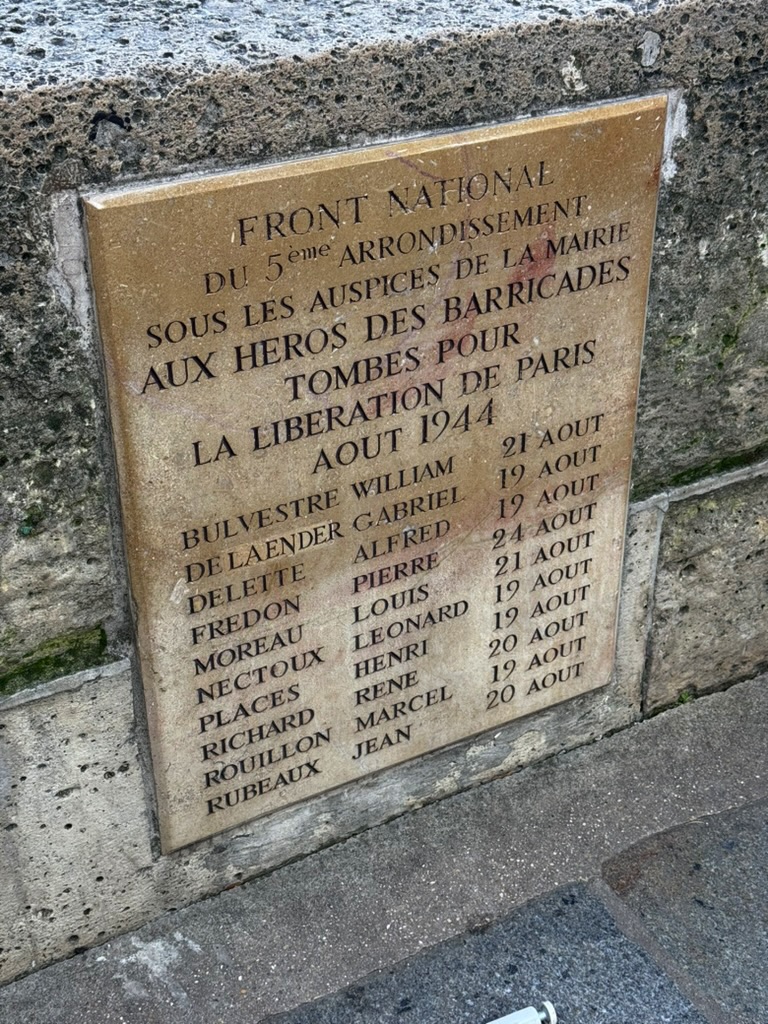 FRONT NATIONAL
DU 5ème ARRONDISSEMENT
SOUS LES AUSPICES DE LA MAIRIE
AUX HEROS DES BARRICADES
TOMBES POUR
LA LIBERATION DE PARIS
AOUT 1944
BULVESTRE WILLIAM 21 AOUT
DELAENDER GABRIEL 19 AOUT
DELETTE ALFRED 19 AOUT
FREDON PIERRE 24 AOUT
MOREAU LOUIS 21 AOUT
NECTOUX LEONARD 19 AOUT
PLACES HENRI 19 AOUT
RICHARD RENE 20 AOUT
ROUILLON MARCEL 19 AOUT
RUBEAUX JEAN 20 AOUT